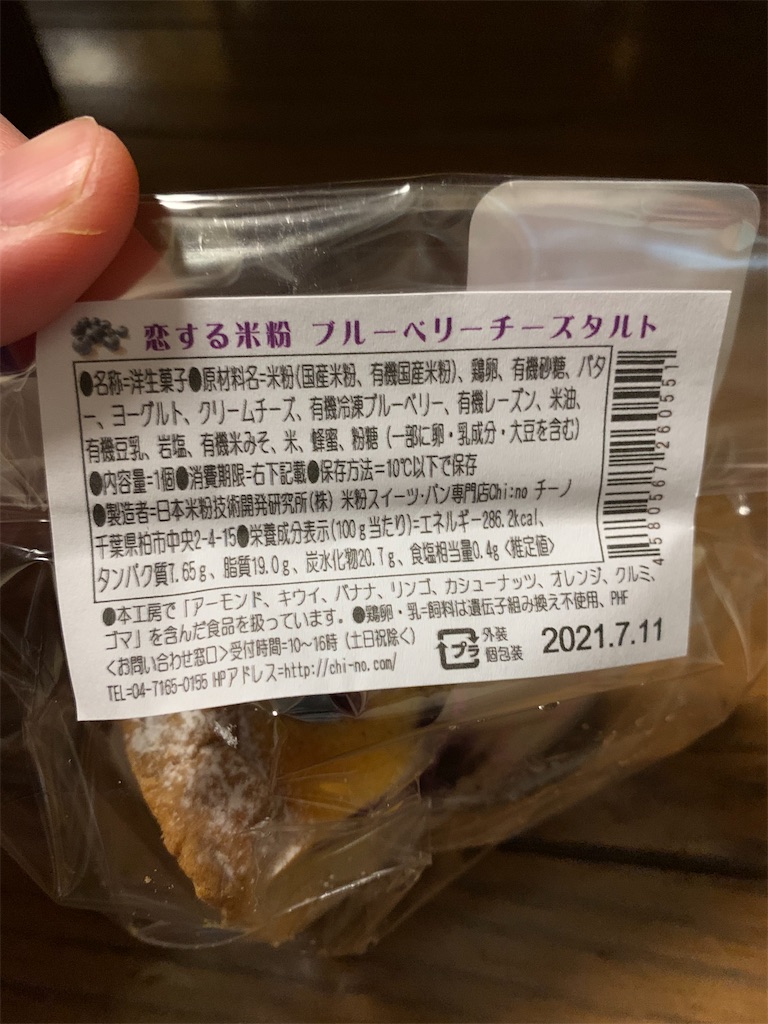 恋する米粉 ブルーベリーチーズタルト
●名称=洋生菓子●原材料名=米粉(国産米粉、有機国産米粉)、鶏卵、有機砂糖、バタ
ー、ヨーグルト、クリームチーズ、有機冷凍ブルーベリー、有機レーズン、米油、
有機豆乳、岩塩、有機米みそ、米、蜂蜜、粉糖 (一部に卵・乳成分・大豆を含む)
●内容量=1個●消費期限=右下記載●保存方法=10℃以下で保存
●製造者=日本米粉技術開発研究所(株) 米粉スイーツ・パン専門店Chi:no チーノ
千葉県柏市中央2-4-15●栄養成分表示(100g当たり)=エネルギー286.2kcal、
タンパク質7.65g、脂質19.0g、炭水化物20.7g、食塩相当量0.4g<推定値>
●本工房で「アーモンド、キウイ、バナナ、リンゴ、カシューナッツ、オレンジ、クルミ、
ゴマ」を含んだ食品を扱っています。●鶏卵・乳=飼料は遺伝子組み換え不使用、PHF
<お問い合わせ窓口>受付時間=10~16時 (土日祝除く)
TEL=04-7165-0155 HPアドレス=http://chi-no.com/
プラ 外装
個包装
2021.7.11
4580567260551